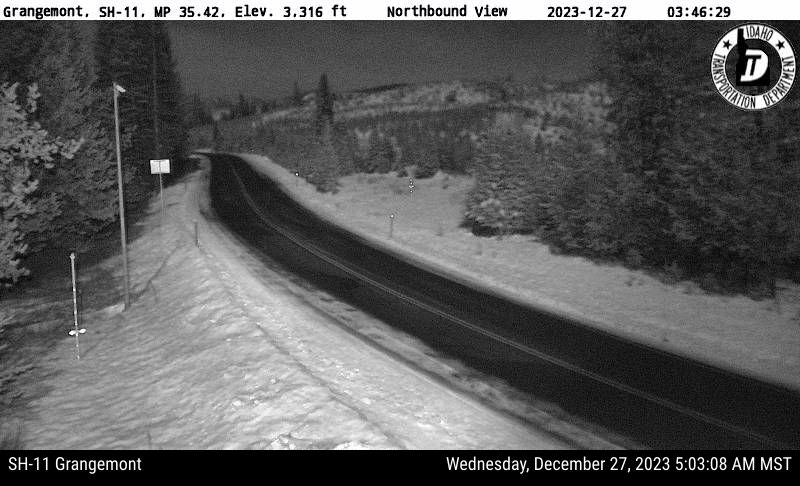 Grangemont, SH-11, MP 35.42, Elev. 3,316 ft Northbound View 2023-12-27 03:46:29
IDAHO
TRANSPORTATION DEPARTMENT
SH-11 Grangemont Wednesday, December 27, 2023 5:03:08 AM MST